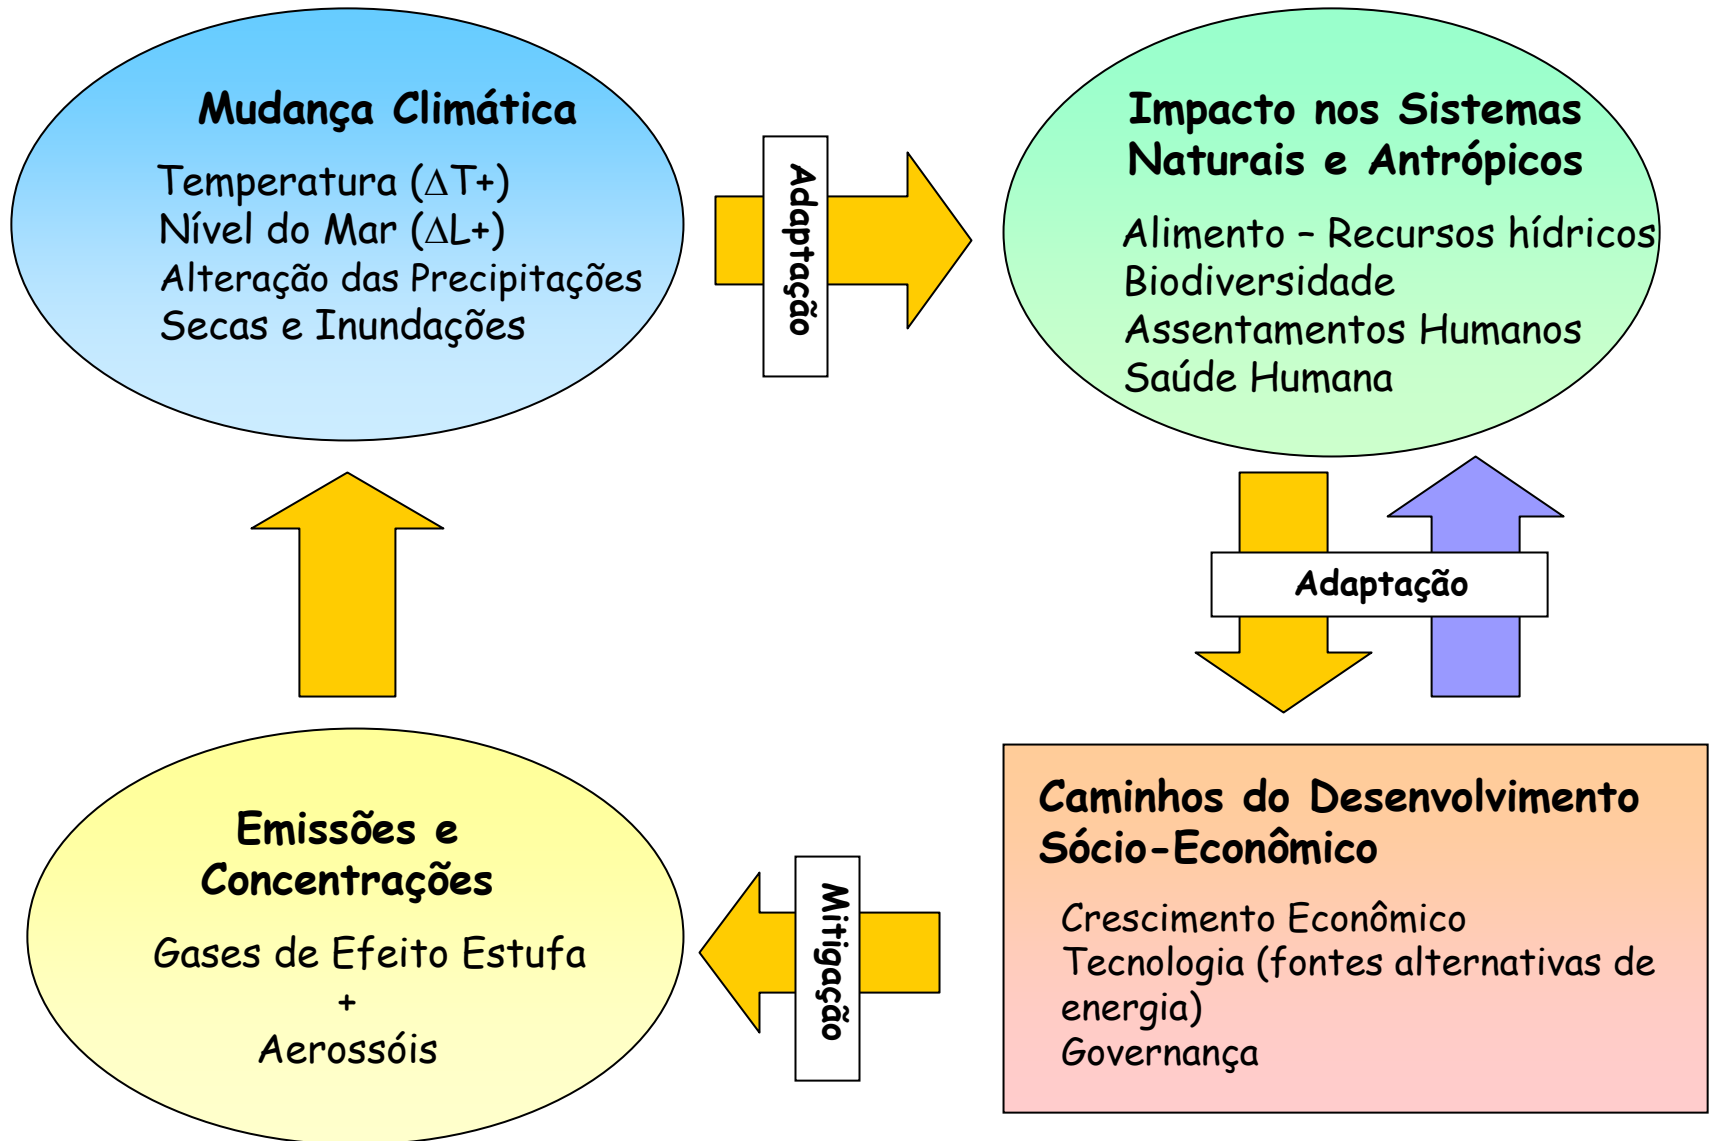 Mudança Climática
Temperatura (ΔT+)
Nível do Mar (ΔL+)
Alteração das Precipitações
Secas e Inundações
Adaptação
Impacto nos Sistemas
Naturais e Antrópicos
Alimento – Recursos hídricos
Biodiversidade
Assentamentos Humanos
Saúde Humana
Adaptação
Emissões e
Concentrações
Gases de Efeito Estufa
+
Aerossóis
Mitigação
Caminhos do Desenvolvimento
Sócio-Econômico
Crescimento Econômico
Tecnologia (fontes alternativas de
energia)
Governança